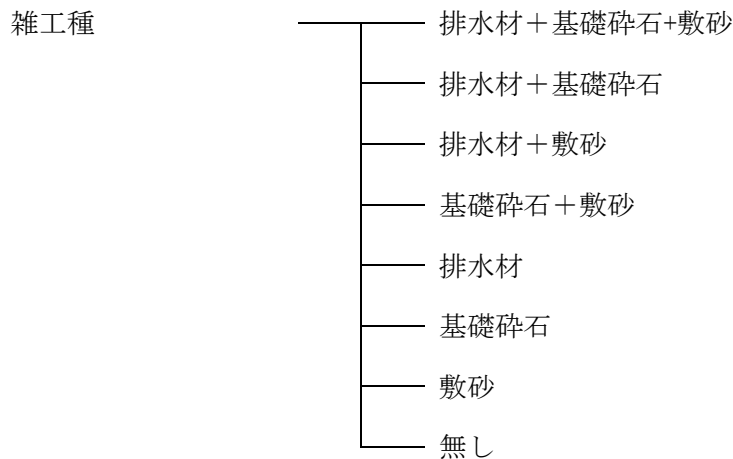 雑工種
排水材＋基礎砕石+敷砂
排水材＋基礎砕石
排水材＋敷砂
基礎砕石＋敷砂
排水材
基礎砕石
敷砂
無し